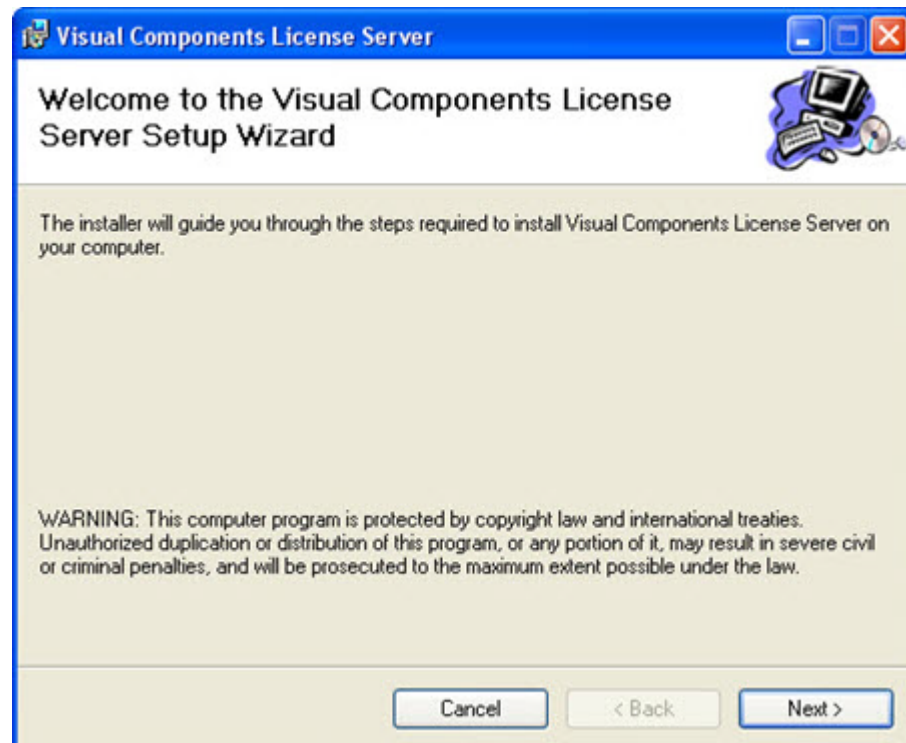 Visual Components License Server
Welcome to the Visual Components License
Server Setup Wizard
The installer will guide you through the steps required to install Visual Components License Server on
your computer.
WARNING: This computer program is protected by copyright law and international treaties.
Unauthorized duplication or distribution of this program, or any portion of it, may result in severe civil
or criminal penalties, and will be prosecuted to the maximum extent possible under the law.
Cancel < Back Next >